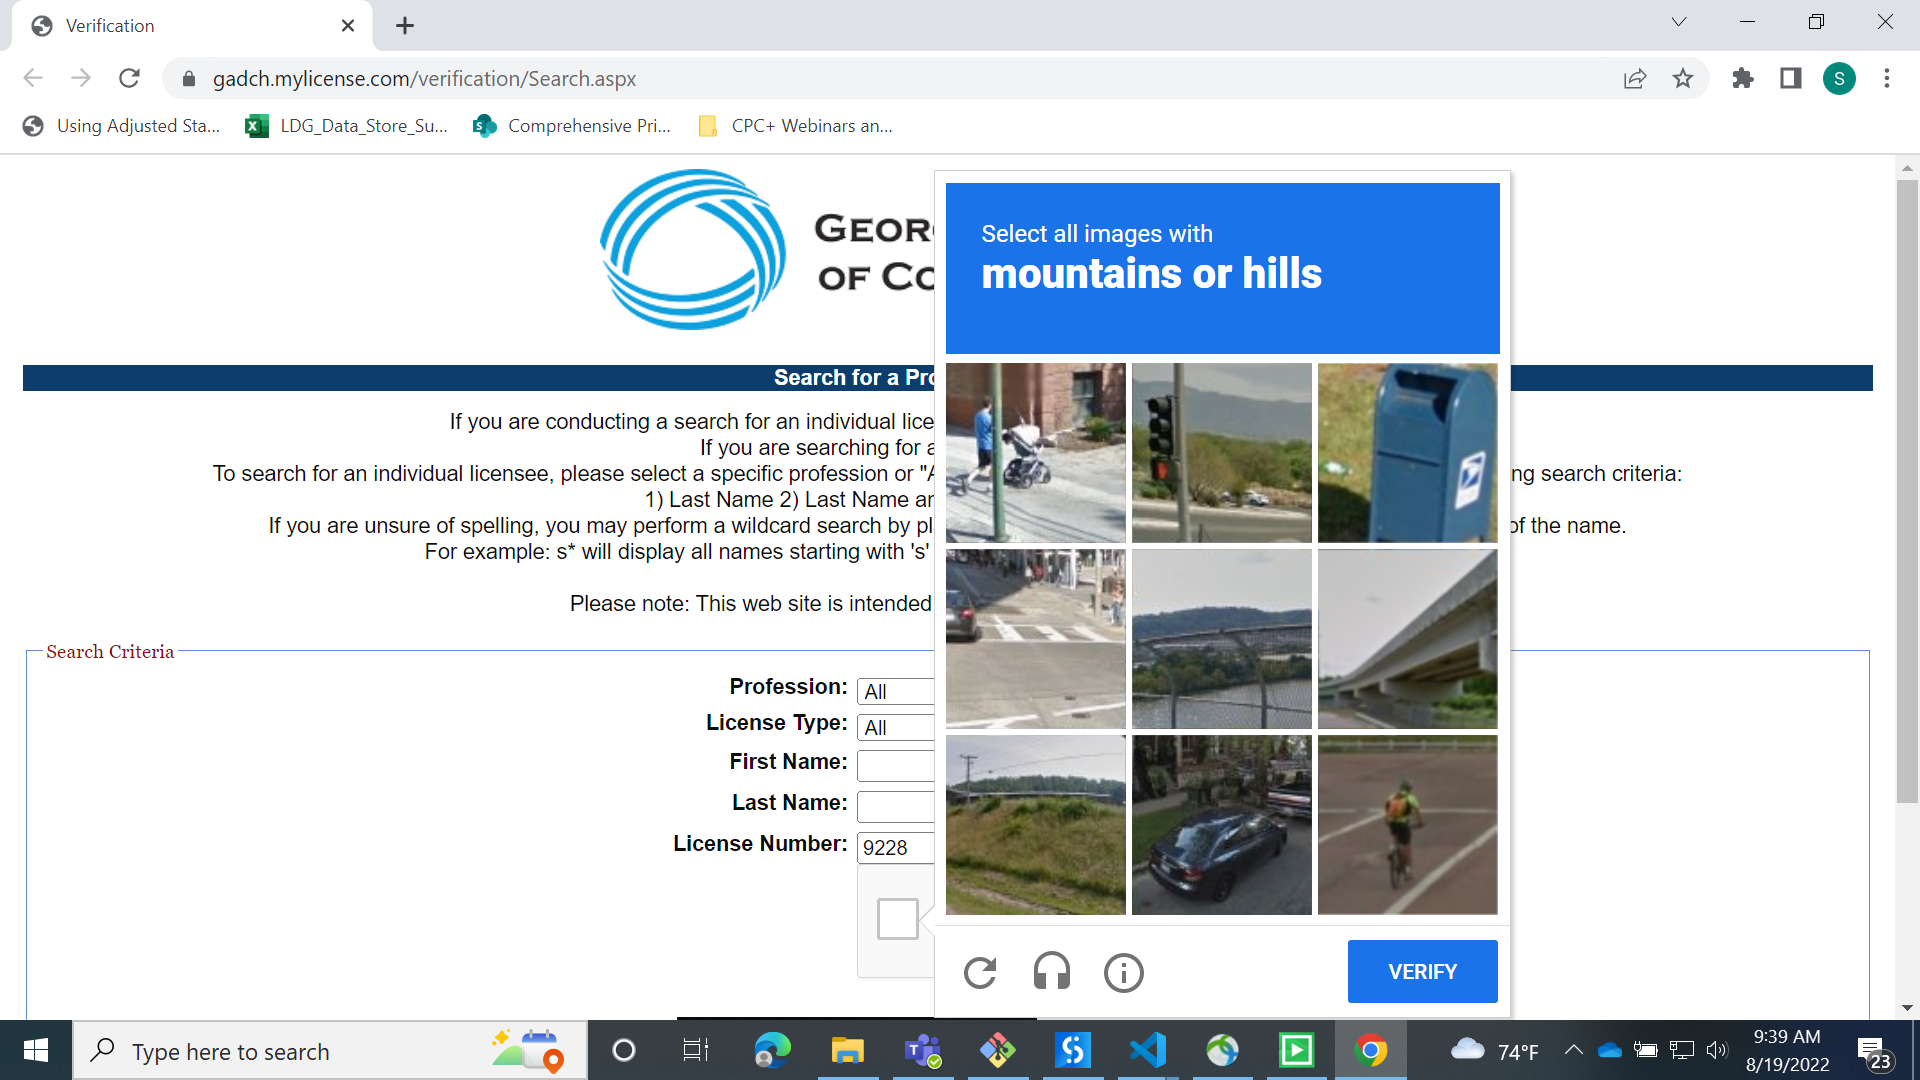 Verification
gadch.mylicense.com/verification/Search.aspx
S
Using Adjusted Sta...
LDG_Data_Store_Su...
Comprehensive Pri...
CPC+ Webinars an...
GEOR
OF CO
Select all images with
mountains or hills
Search for a Pro
If you are conducting a search for an individual lice
If you are searching for a
To search for an individual licensee, please select a specific profession or "A
ng search criteria:
1) Last Name 2) Last Name an
If you are unsure of spelling, you may perform a wildcard search by pl
of the name.
For example: s* will display all names starting with 's'
Please note: This web site is intended
Search Criteria
Profession:
All
License Type:
All
First Name:
Last Name:
License Number:
9228
VERIFY
Type here to search
74°F
9:39 AM
8/19/2022
23